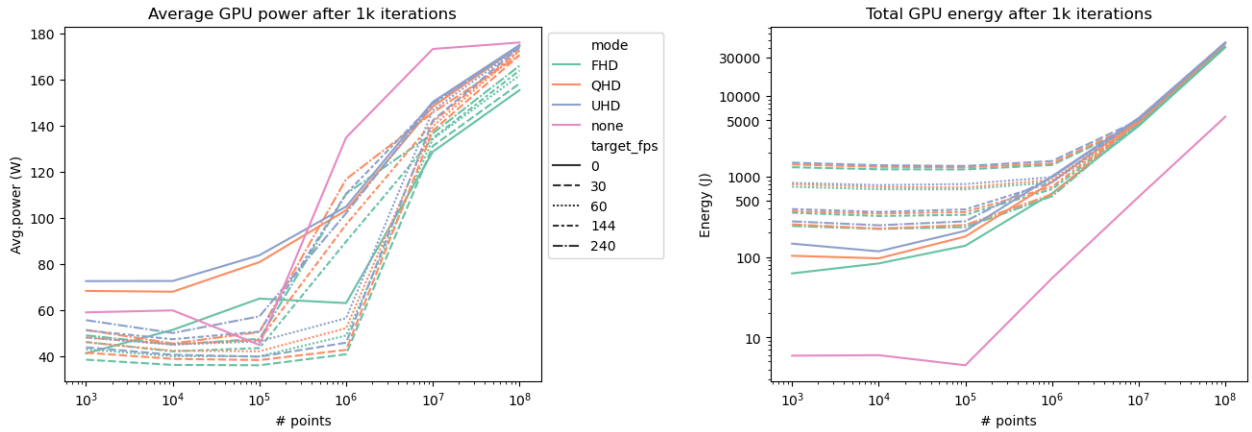 Average GPU power after 1k iterations
180
160
140
120
100
80
60
40
Avg.power (W)
10³
10⁴
10⁵
10⁶
10⁷
10⁸
# points
mode
FHD
QHD
UHD
none
target_fps
0
30
60
144
240
Total GPU energy after 1k iterations
30000
10000
5000
1000
500
100
10
Energy (J)
10³
10⁴
10⁵
10⁶
10⁷
10⁸
# points